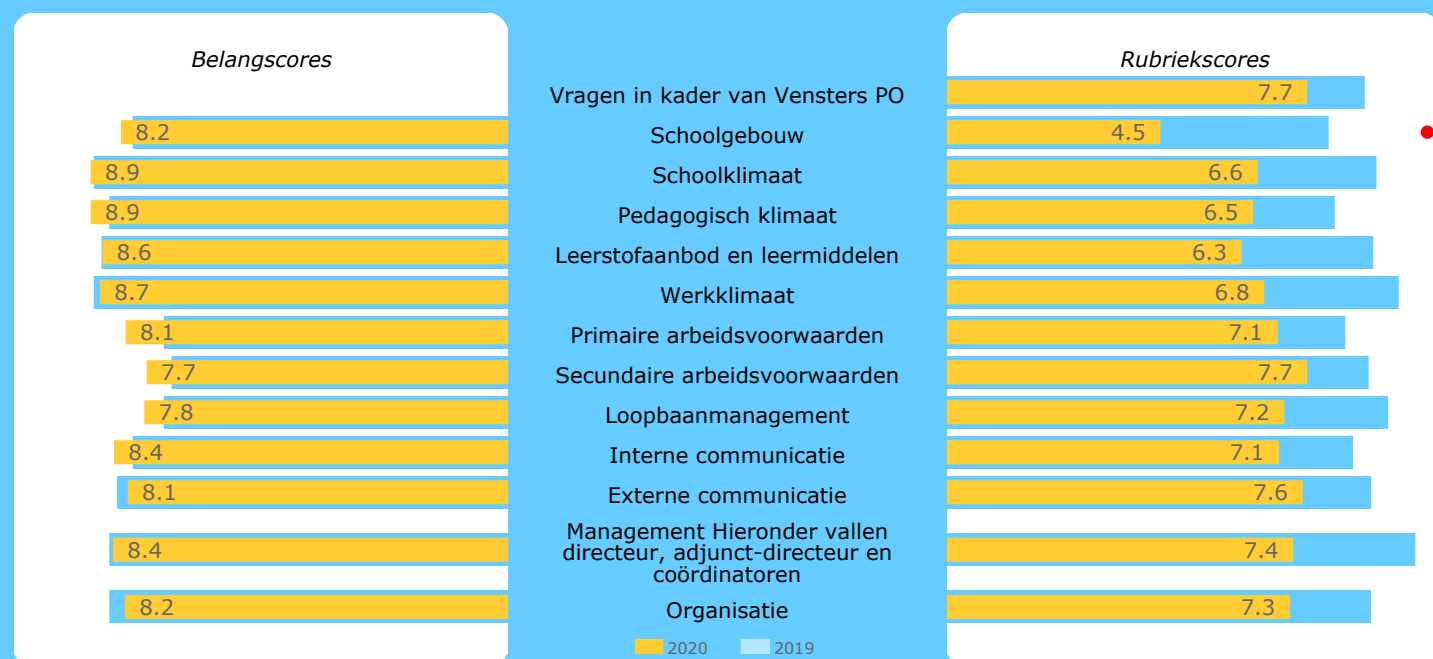 Belangscores
Rubriekscores
Vragen in kader van Vensters PO
7.7
8.2
Schoolgebouw
4.5
8.9
Schoolklimaat
6.6
8.9
Pedagogisch klimaat
6.5
8.6
Leerstofaanbod en leermiddelen
6.3
8.7
Werkklimaat
6.8
8.1
Primaire arbeidsvoorwaarden
7.1
7.7
Secundaire arbeidsvoorwaarden
7.7
7.8
Loopbaanmanagement
7.2
8.4
Interne communicatie
7.1
8.1
Externe communicatie
7.6
8.4
Management Hieronder vallen
directeur, adjunct-directeur en
coördinatoren
7.4
8.2
Organisatie
7.3
2020
2019